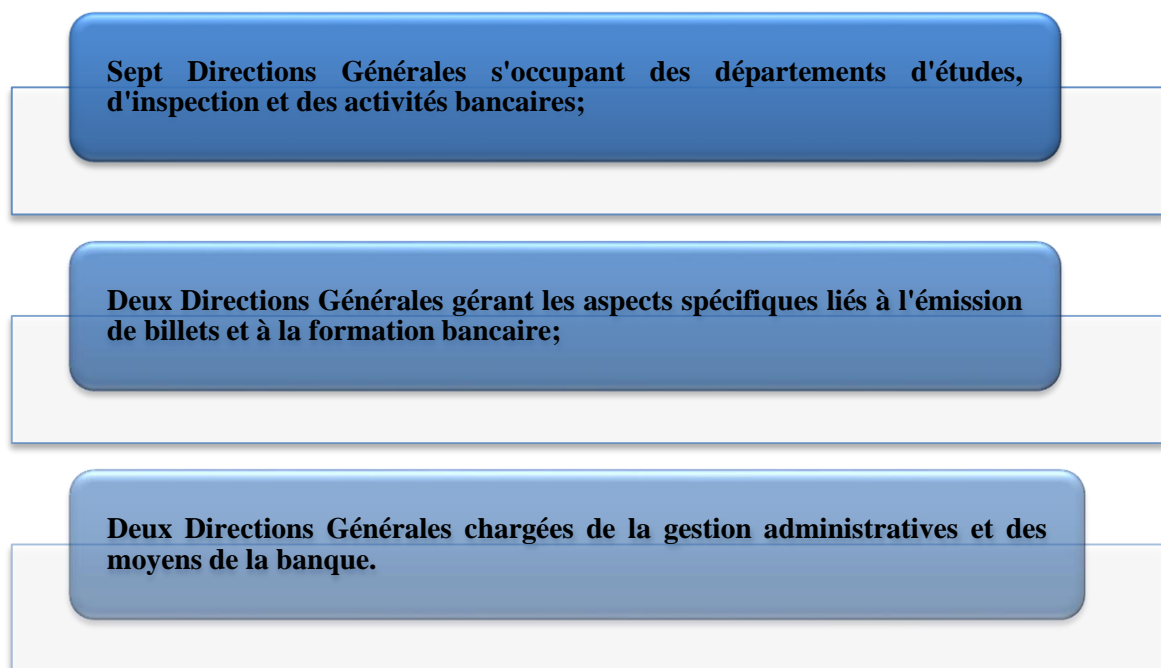 Sept Directions Générales s'occupant des départements d'études,
d'inspection et des activités bancaires;
Deux Directions Générales gérant les aspects spécifiques liés à l'émission
de billets et à la formation bancaire;
Deux Directions Générales chargées de la gestion administratives et des
moyens de la banque.